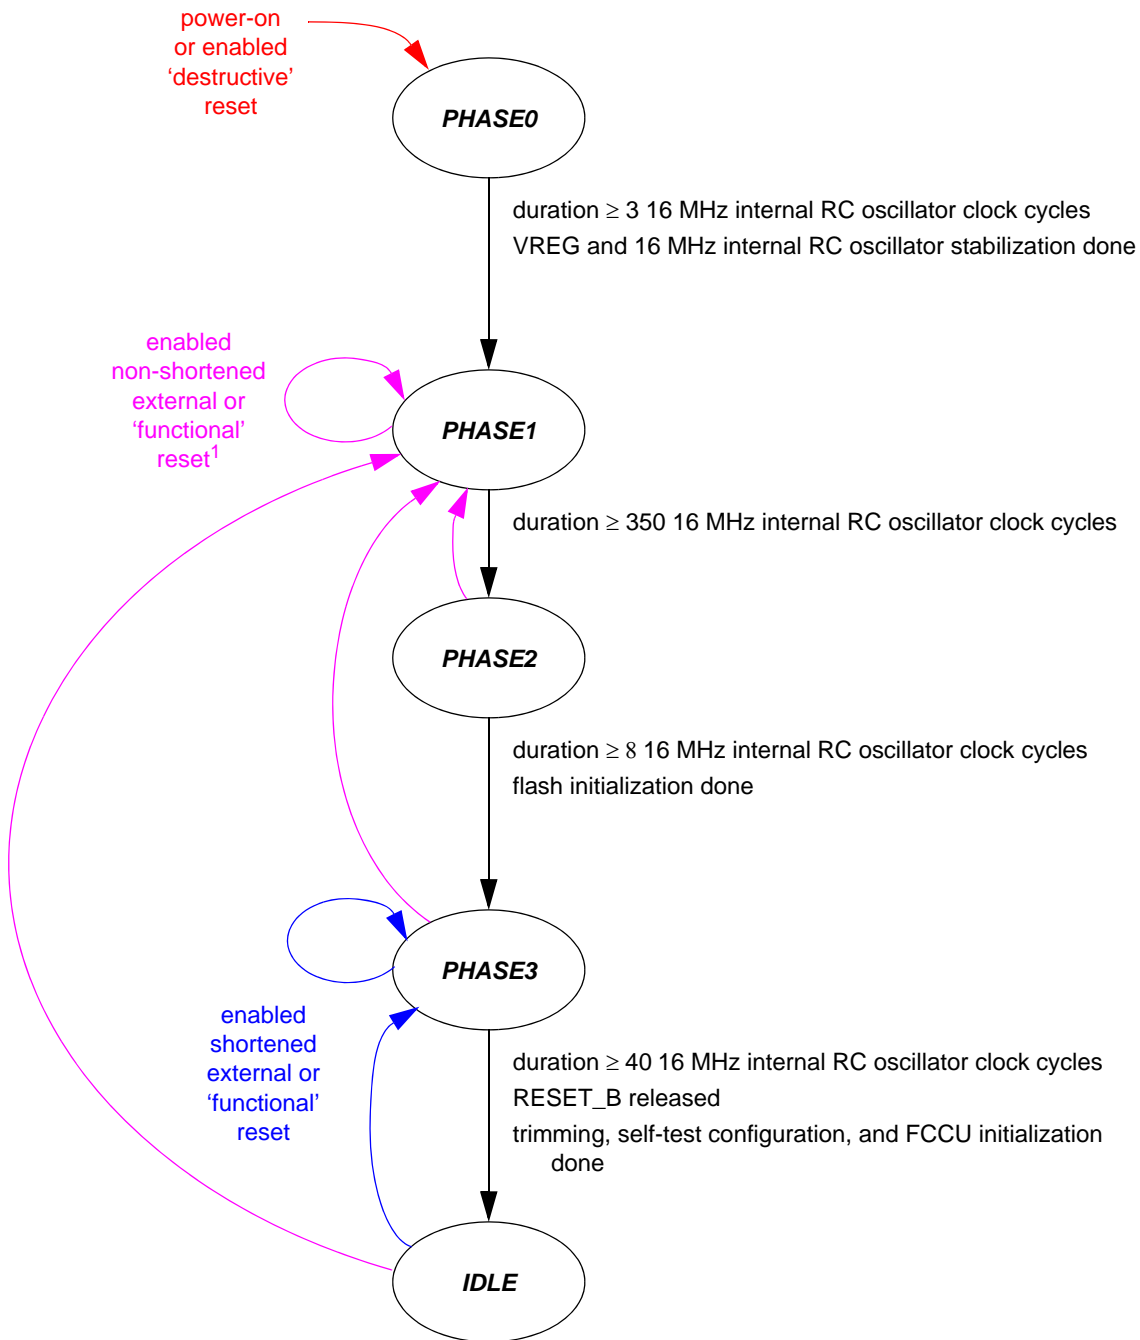 power-on
or enabled
‘destructive’
reset
PHASE0
duration ≥ 3 16 MHz internal RC oscillator clock cycles
VREG and 16 MHz internal RC oscillator stabilization done
enabled
non-shortened
external or
‘functional’
reset1
PHASE1
duration ≥ 350 16 MHz internal RC oscillator clock cycles
PHASE2
duration ≥ 8 16 MHz internal RC oscillator clock cycles
flash initialization done
PHASE3
enabled
shortened
external or
‘functional’
reset
duration ≥ 40 16 MHz internal RC oscillator clock cycles
RESET_B released
trimming, self-test configuration, and FCCU initialization
done
IDLE